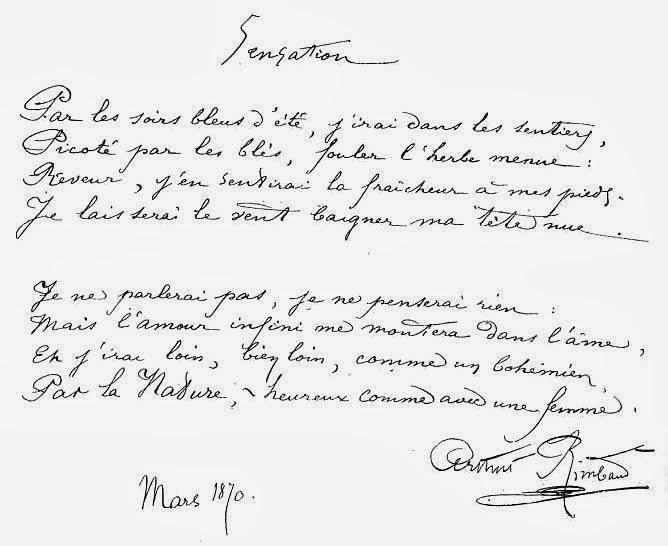 Sensation
Par les soirs bleus d'été, j'irai dans les sentiers,
Picoté par les blés, fouler l'herbe menue :
Rêveur, j'en sentirai la fraîcheur à mes pieds.
Je laisserai le vent baigner ma tête nue.
Je ne parlerai pas, je ne penserai rien :
Mais l'amour infini me montera dans l'âme,
Et j'irai loin, bien loin, comme un bohémien,
Par la Nature, - heureux comme avec une femme.
Arthur Rimbaud
Mars 1870.